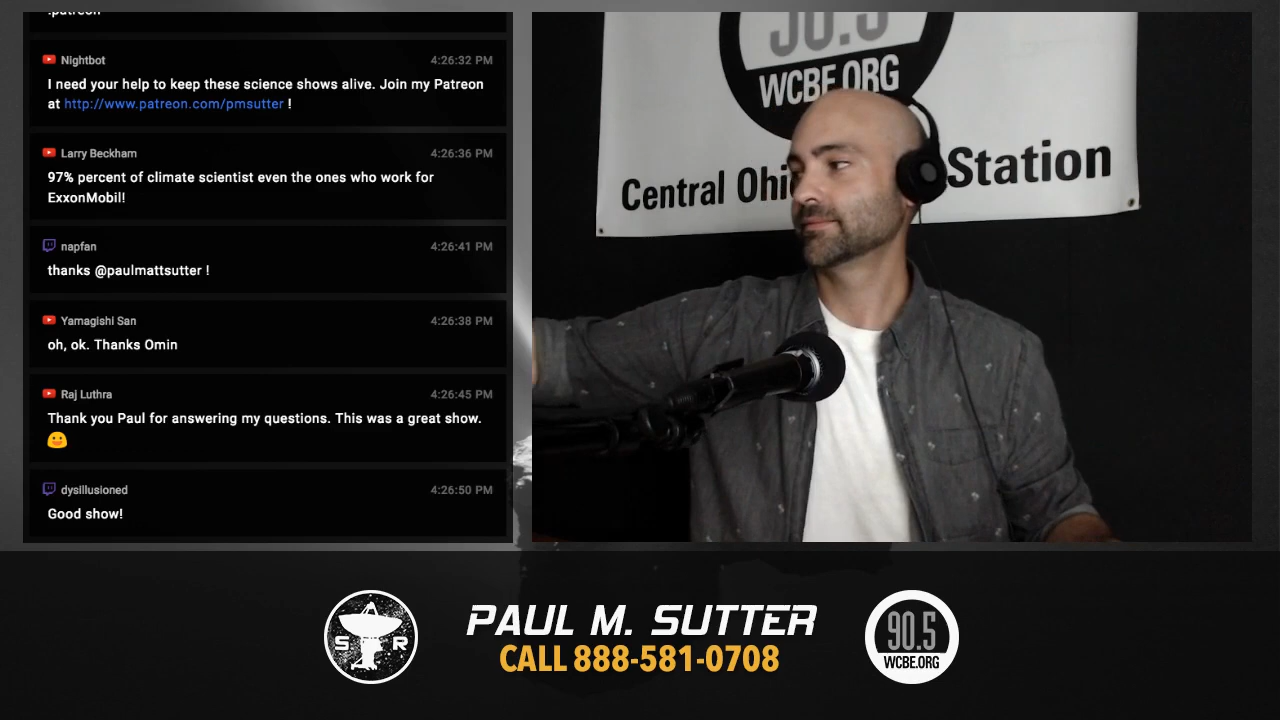 .patreon
Nightbot 4:26:32 PM
I need your help to keep these science shows alive. Join my Patreon
at http://www.patreon.com/pmsutter !
Larry Beckham 4:26:36 PM
97% percent of climate scientist even the ones who work for
ExxonMobil!
napfan 4:26:41 PM
thanks @paulmattsutter !
Yamagishi San 4:26:38 PM
oh, ok. Thanks Omin
Raj Luthra 4:26:45 PM
Thank you Paul for answering my questions. This was a great show.
dysillusioned 4:26:50 PM
Good show!
90.5
WCBE.ORG
Central Ohi Station
S R
PAUL M. SUTTER
CALL 888-581-0708
90.5
WCBE.ORG